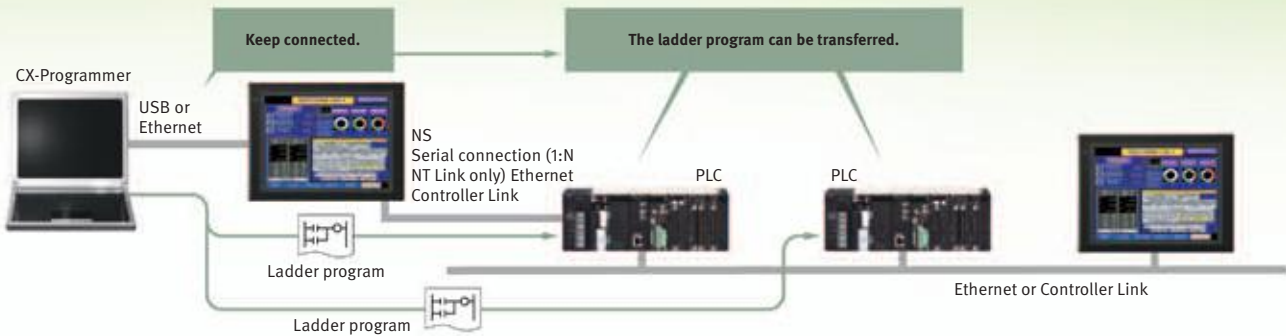 Keep connected.
The ladder program can be transferred.
CX-Programmer
USB or
Ethernet
NS
Serial connection (1:N
NT Link only) Ethernet
Controller Link
PLC
PLC
Ladder program
Ethernet or Controller Link
Ladder program